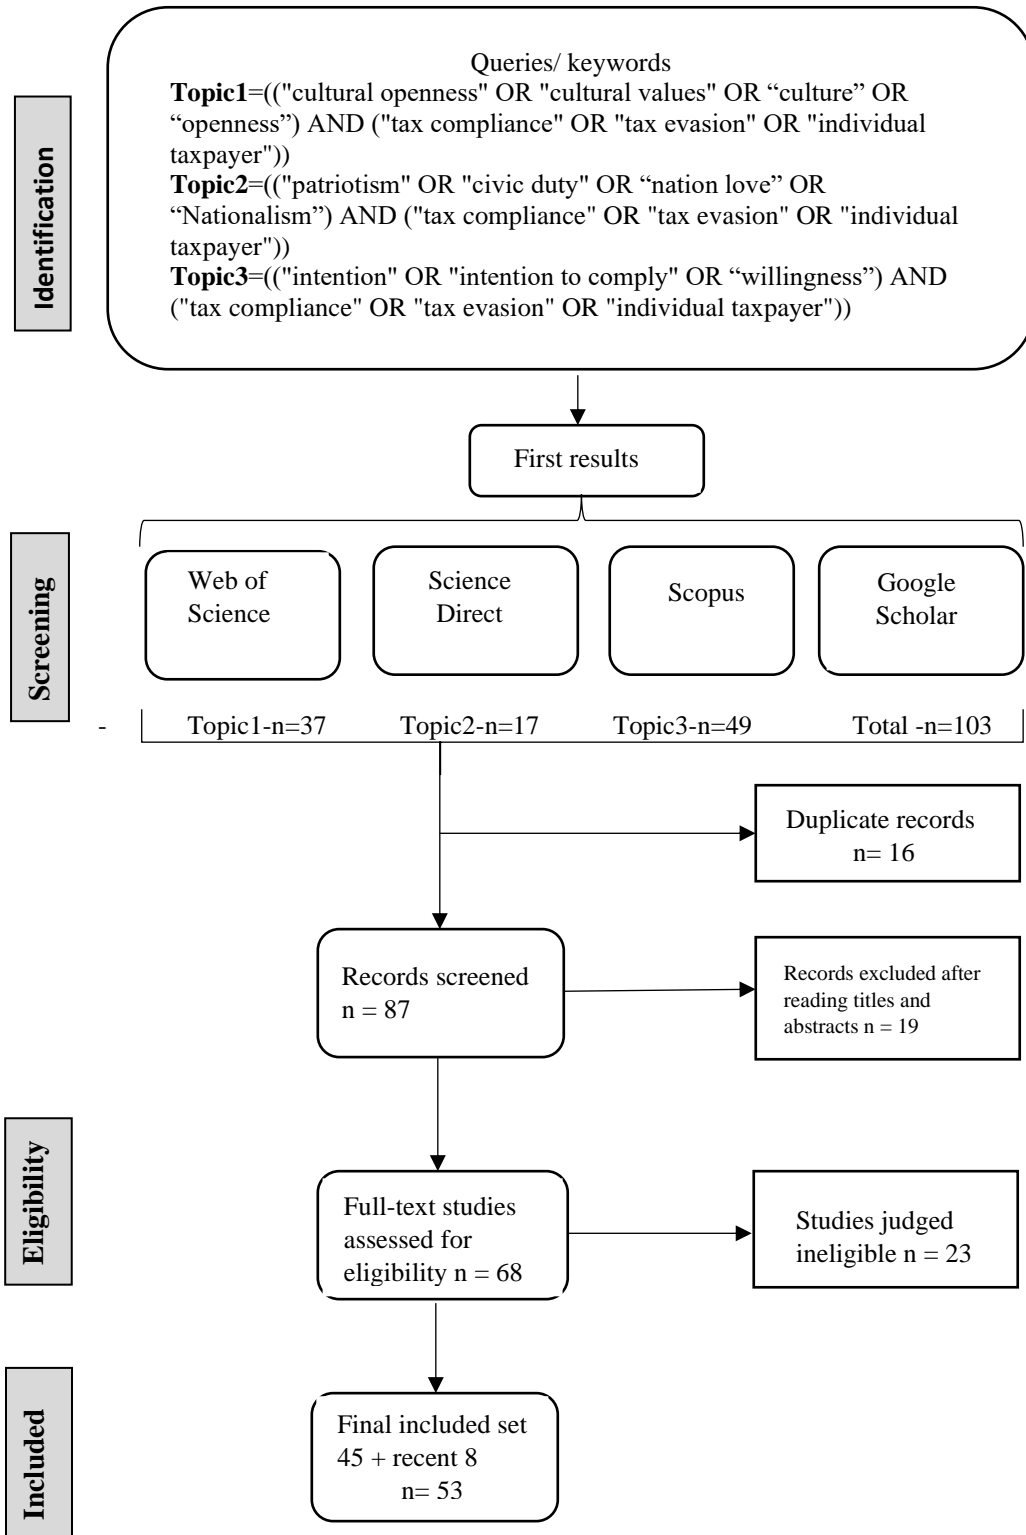 Queries/ keywords
Topic1=(("cultural openness" OR "cultural values" OR “culture” OR
“openness”) AND ("tax compliance" OR "tax evasion" OR "individual
taxpayer"))
Topic2=(("patriotism" OR "civic duty" OR “nation love” OR
“Nationalism”) AND ("tax compliance" OR "tax evasion" OR "individual
taxpayer"))
Topic3=(("intention" OR "intention to comply" OR “willingness”) AND
("tax compliance" OR "tax evasion" OR "individual taxpayer"))
Identification
First results
Screening
Web of
Science
Science
Direct
Scopus
Google
Scholar
- Topic1-n=37 Topic2-n=17 Topic3-n=49 Total -n=103
Duplicate records
n= 16
Records screened
n = 87
Records excluded after
reading titles and
abstracts n = 19
Eligibility
Full-text studies
assessed for
eligibility n = 68
Studies judged
ineligible n = 23
Included
Final included set
45 + recent 8
n= 53